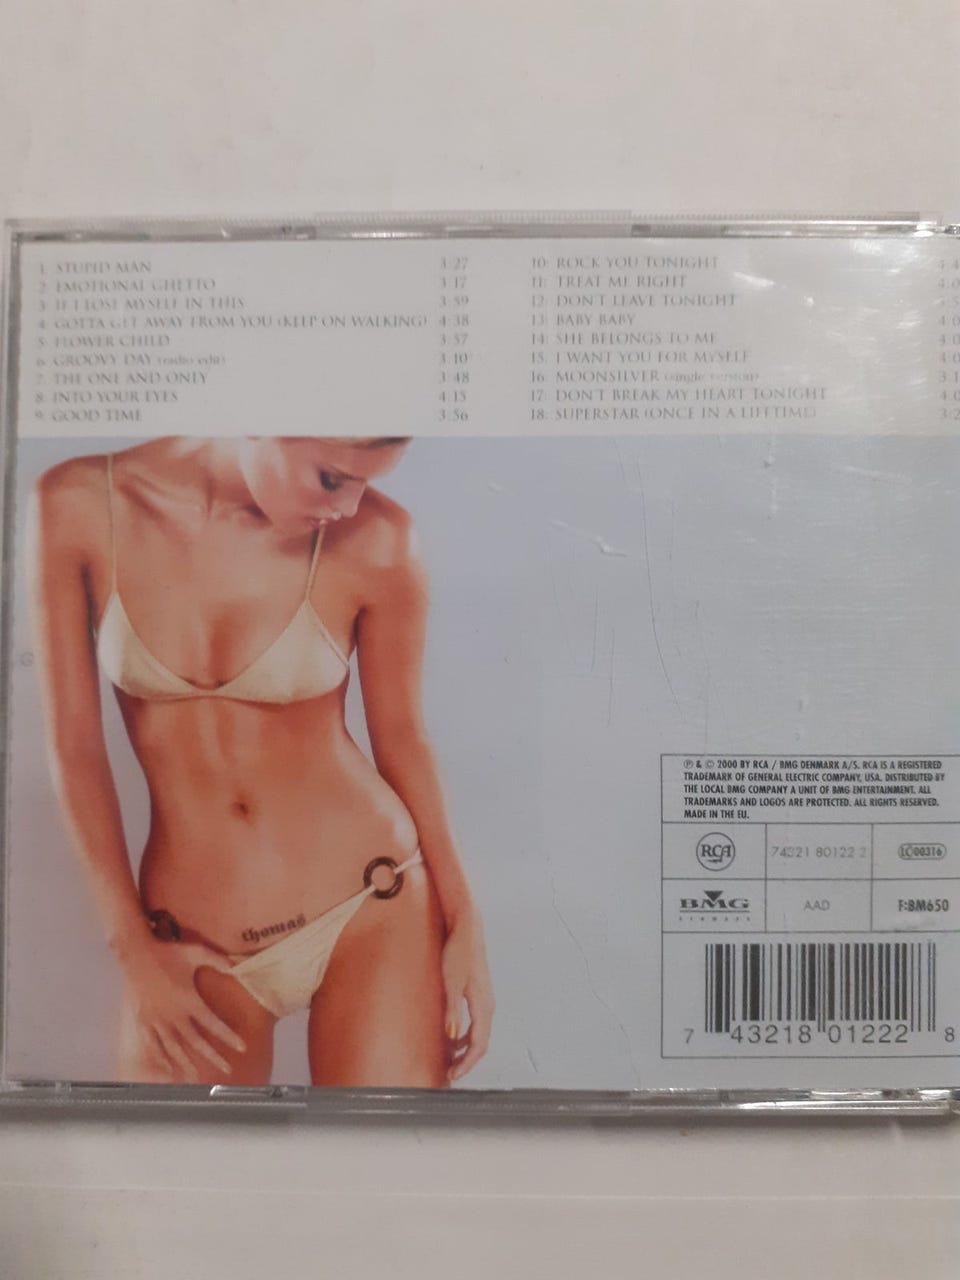 1 STUPID MAN 3:27
2 EMOTIONAL GHETTO 3:17
3 IF I LOSE MYSELF IN THIS 3:59
4 GOTTA GET AWAY FROM YOU (KEEP ON WALKING) 4:38
5 FLOWER CHILD 3:57
6 GROOVY DAY (radio edit) 3:10
7 THE ONE AND ONLY 3:48
8 INTO YOUR EYES 4:15
9 GOOD TIME 3:56
10: ROCK YOU TONIGHT
11: TREAT ME RIGHT
12: DON'T LEAVE TONIGHT
13: BABY BABY
14: SHE BELONGS TO ME
15: I WANT YOU FOR MYSELF
16: MOONSILVER (single version)
17: DON'T BREAK MY HEART TONIGHT
18: SUPERSTAR (ONCE IN A LIFETIME)
thomas
℗ & © 2000 BY RCA / BMG DENMARK A/S. RCA IS A REGISTERED
TRADEMARK OF GENERAL ELECTRIC COMPANY, USA. DISTRIBUTED BY
THE LOCAL BMG COMPANY A UNIT OF BMG ENTERTAINMENT. ALL
TRADEMARKS AND LOGOS ARE PROTECTED. ALL RIGHTS RESERVED.
MADE IN THE EU.
RCA 74321 80122 2 LC 00316
BMG AAD F:BM650
DENMARK
7 43218 01222 8